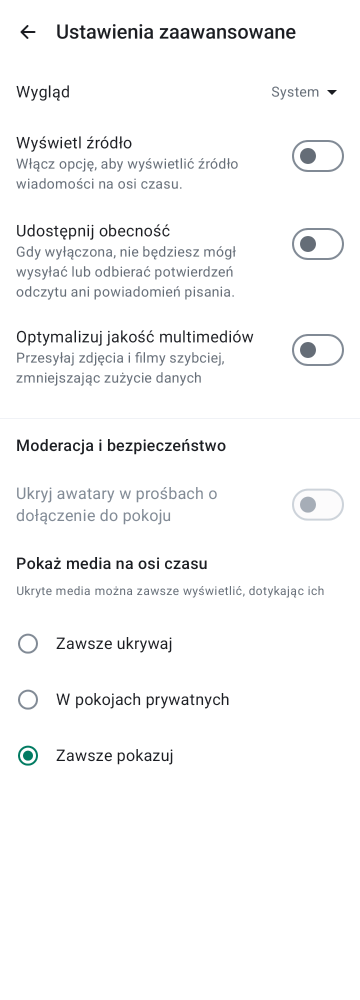 Ustawienia zaawansowane
Wygląd
System
Wyświetl źródło
Włącz opcję, aby wyświetlić źródło
wiadomości na osi czasu.
Udostępnij obecność
Gdy wyłączona, nie będziesz mógł
wysyłać lub odbierać potwierdzeń
odczytu ani powiadomień pisania.
Optymalizuj jakość multimediów
Przesyłaj zdjęcia i filmy szybciej,
zmniejszając zużycie danych
Moderacja i bezpieczeństwo
Ukryj awatary w prośbach o
dołączenie do pokoju
Pokaż media na osi czasu
Ukryte media można zawsze wyświetlić, dotykając ich
Zawsze ukrywaj
W pokojach prywatnych
Zawsze pokazuj